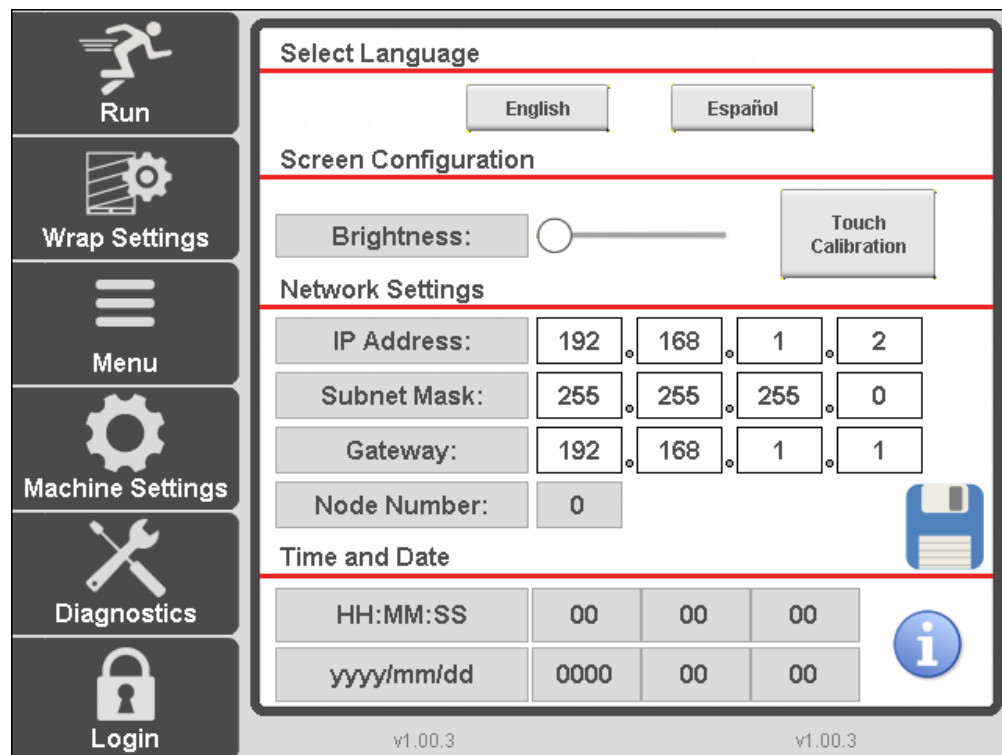 Run
Wrap Settings
Menu
Machine Settings
Diagnostics
Login
Select Language
English Español
Screen Configuration
Brightness:
Touch
Calibration
Network Settings
IP Address: 192 . 168 . 1 . 2
Subnet Mask: 255 . 255 . 255 . 0
Gateway: 192 . 168 . 1 . 1
Node Number: 0
Time and Date
HH:MM:SS 00 00 00
yyyy/mm/dd 0000 00 00
i
v1.00.3 v1.00.3